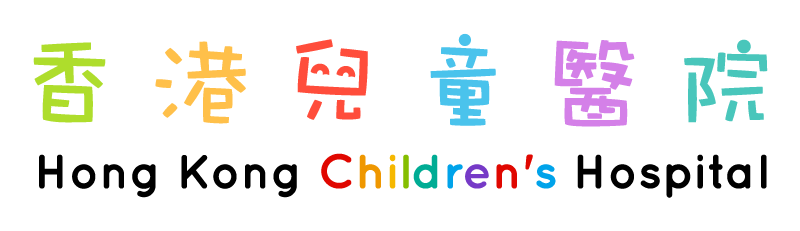 香港兒童醫院
Hong Kong Children's Hospital